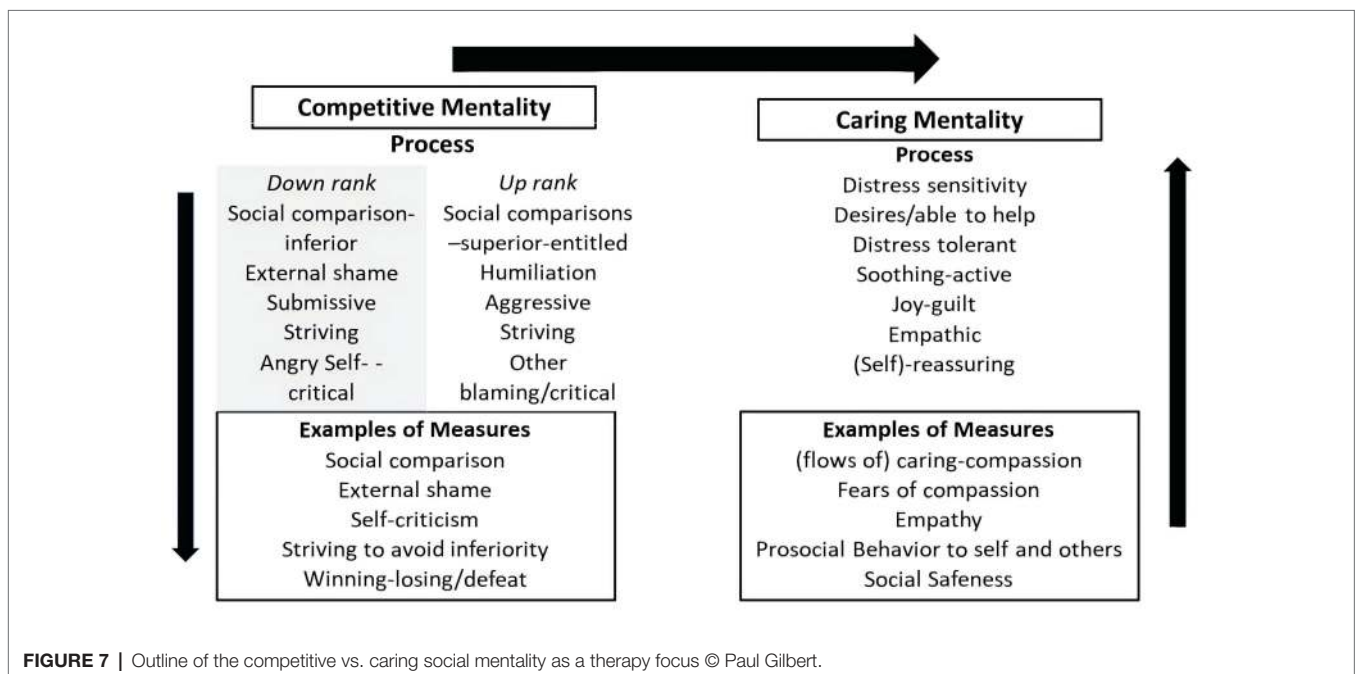 Competitive Mentality
Process
Down rank
Social comparison-
inferior
External shame
Submissive
Striving
Angry Self- -
critical
Up rank
Social comparisons
–superior-entitled
Humiliation
Aggressive
Striving
Other
blaming/critical
Examples of Measures
Social comparison
External shame
Self-criticism
Striving to avoid inferiority
Winning-losing/defeat
Caring Mentality
Process
Distress sensitivity
Desires/able to help
Distress tolerant
Soothing-active
Joy-guilt
Empathic
(Self)-reassuring
Examples of Measures
(flows of) caring-compassion
Fears of compassion
Empathy
Prosocial Behavior to self and others
Social Safeness
FIGURE 7 | Outline of the competitive vs. caring social mentality as a therapy focus © Paul Gilbert.